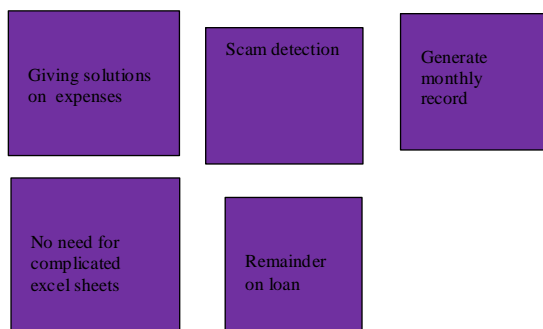 Giving solutions
on expenses
Scam detection
Generate
monthly
record
No need for
complicated
excel sheets
Remainder
on loan